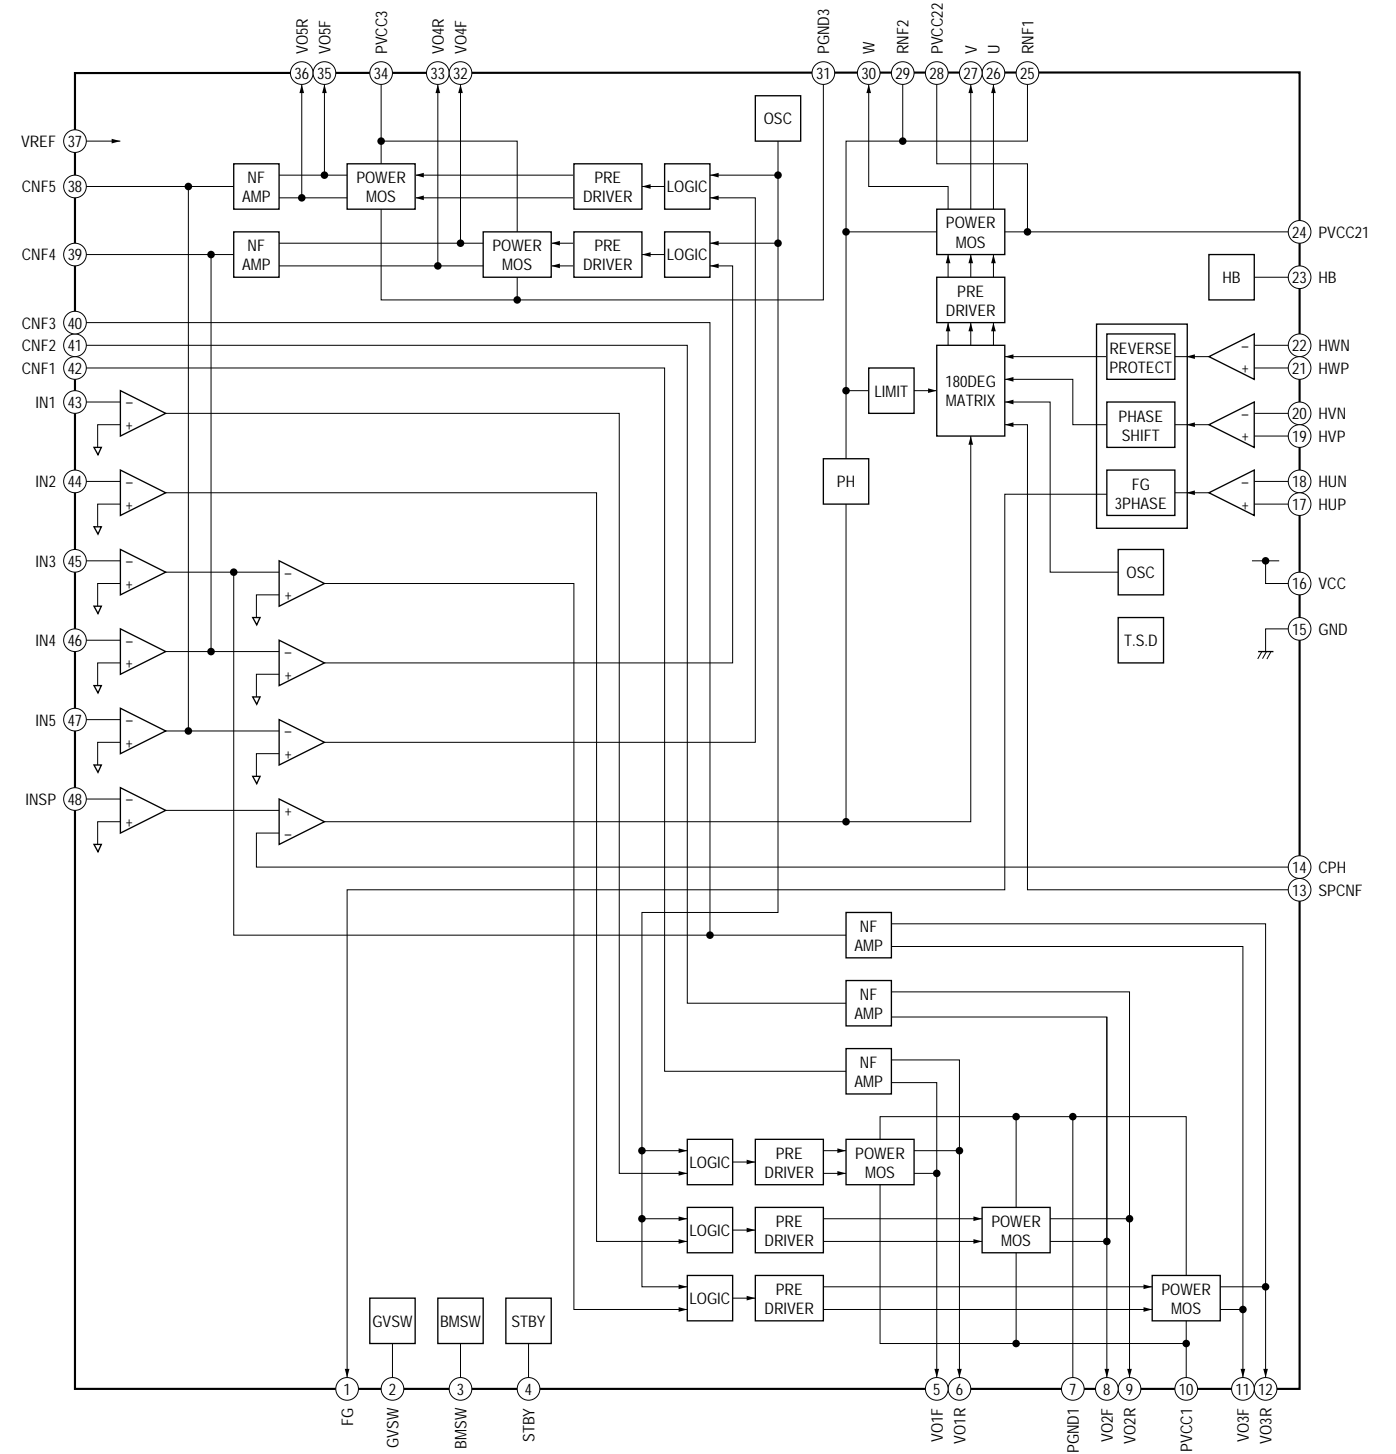 VO5R
VO5F
PVCC3
VO4R
VO4F
PGND3
W
RNF2
PVCC22
V
U
RNF1
36
35
34
33
32
31
30
29
28
27
26
25
OSC
VREF
37
CNF5
38
NF
AMP
POWER
MOS
PRE
DRIVER
LOGIC
CNF4
39
NF
AMP
POWER
MOS
PRE
DRIVER
LOGIC
POWER
MOS
24
PVCC21
HB
23
HB
PRE
DRIVER
CNF3
40
CNF2
41
CNF1
42
IN1
43
−
+
LIMIT
180DEG
MATRIX
REVERSE
PROTECT
−
+
22
HWN
21
HWP
PHASE
SHIFT
−
+
20
HVN
19
HVP
IN2
44
−
+
PH
FG
3PHASE
−
+
18
HUN
17
HUP
IN3
45
−
+
−
+
OSC
16
VCC
IN4
46
−
+
−
+
T.S.D
15
GND
IN5
47
−
+
−
+
INSP
48
−
+
+
−
14
CPH
13
SPCNF
NF
AMP
NF
AMP
NF
AMP
LOGIC
PRE
DRIVER
POWER
MOS
LOGIC
PRE
DRIVER
POWER
MOS
LOGIC
PRE
DRIVER
POWER
MOS
GVSW
BMSW
STBY
1
2
3
4
5
6
7
8
9
10
11
12
FG
GVSW
BMSW
STBY
VO1F
VO1R
PGND1
VO2F
VO2R
PVCC1
VO3F
VO3R